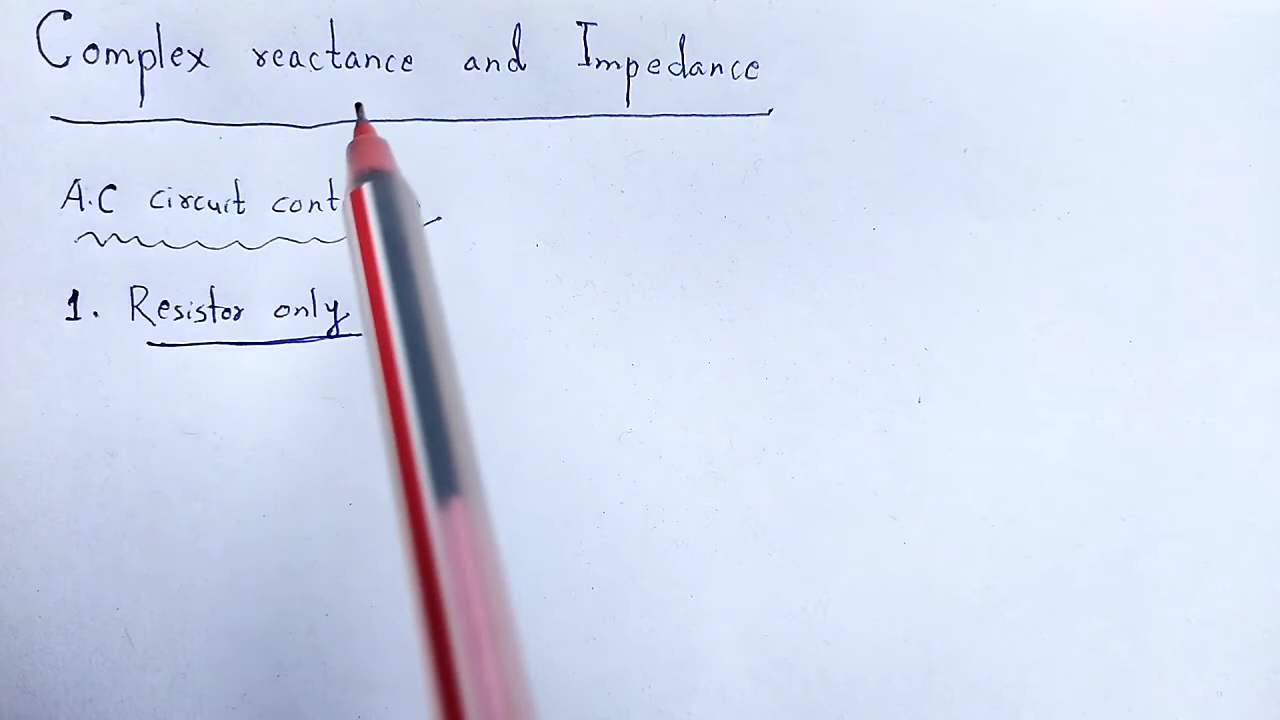 Complex reactance and Impedance
A.C circuit cont
1. Resistor only